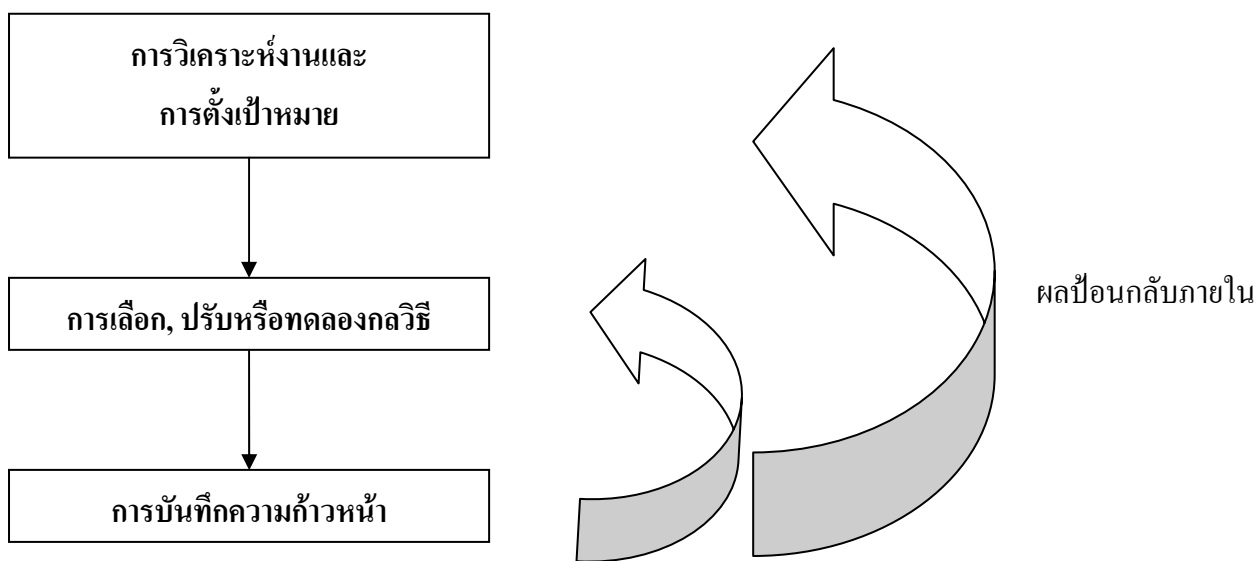 การวิเคราะห์งานและ
การตั้งเป้าหมาย
การเลือก, ปรับหรือทดลองกลวิธี
ผลป้อนกลับภายใน
การบันทึกความก้าวหน้า